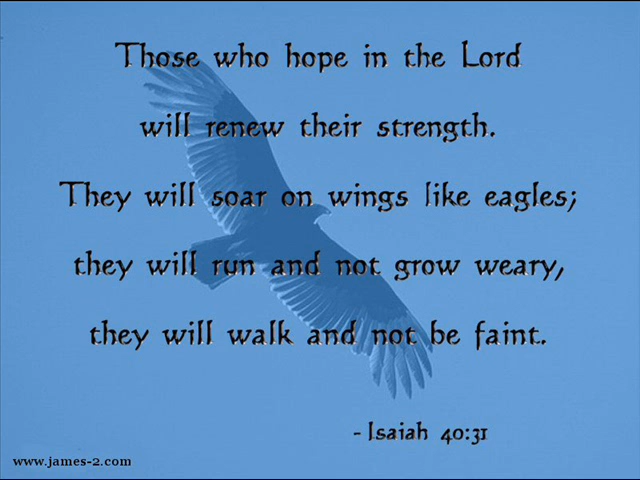 Those who hope in the Lord
will renew their strength.
They will soar on wings like eagles;
they will run and not grow weary,
they will walk and not be faint.
- Isaiah 40:31
www.james-2.com